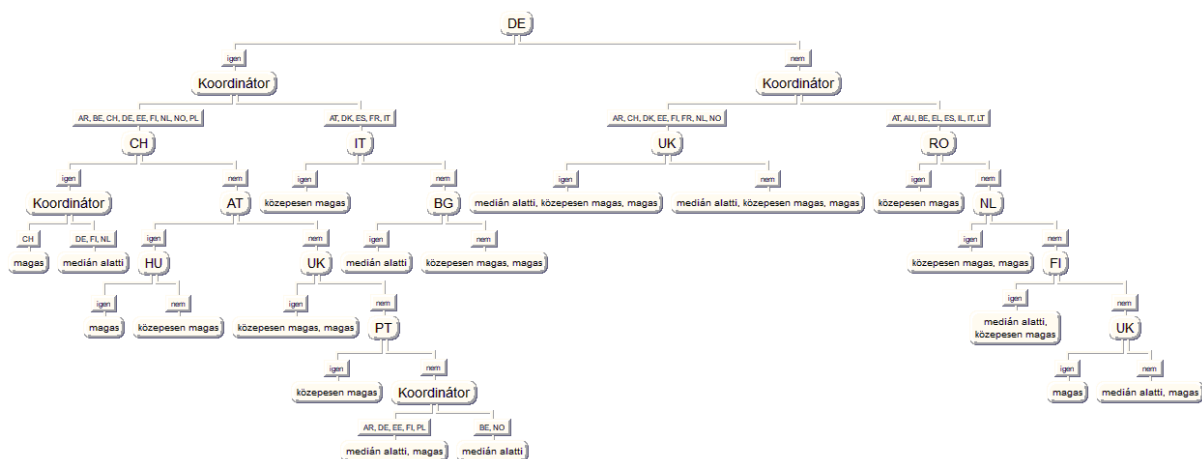 DE
igen
nem
Koordinátor
Koordinátor
AR, BE, CH, DE, EE, FI, NL, NO, PL
AT, DK, ES, FR, IT
AR, CH, DK, EE, FI, FR, NL, NO
AT, AU, BE, EL, ES, IL, IT, LT
CH
IT
UK
RO
igen
nem
igen
nem
igen
nem
igen
nem
Koordinátor
AT
közepesen magas
BG
medián alatti, közepesen magas, magas
medián alatti, közepesen magas, magas
közepesen magas
NL
CH
DE, FI, NL
igen
nem
igen
nem
igen
nem
magas
medián alatti
HU
UK
medián alatti
közepesen magas, magas
közepesen magas, magas
FI
igen
nem
igen
nem
igen
nem
magas
közepesen magas
közepesen magas, magas
PT
medián alatti,
közepesen magas
UK
igen
nem
igen
nem
közepesen magas
Koordinátor
magas
medián alatti, magas
AR, DE, EE, FI, PL
BE, NO
medián alatti, magas
medián alatti